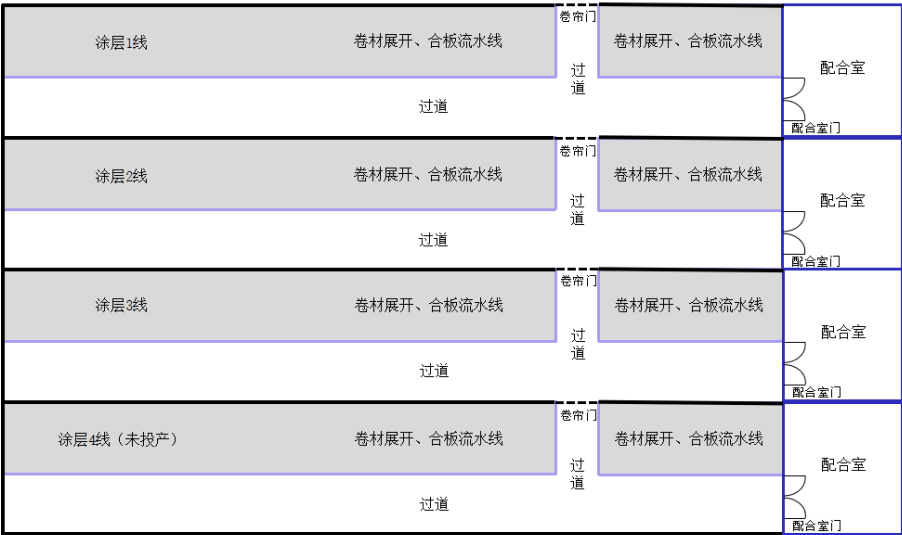 卷帘门
涂层1线
卷材展开、合板流水线
卷材展开、合板流水线
过道
配合室
过道
配合室门
卷帘门
涂层2线
卷材展开、合板流水线
卷材展开、合板流水线
过道
配合室
过道
配合室门
卷帘门
涂层3线
卷材展开、合板流水线
卷材展开、合板流水线
过道
配合室
过道
配合室门
卷帘门
涂层4线（未投产）
卷材展开、合板流水线
卷材展开、合板流水线
过道
配合室
过道
配合室门